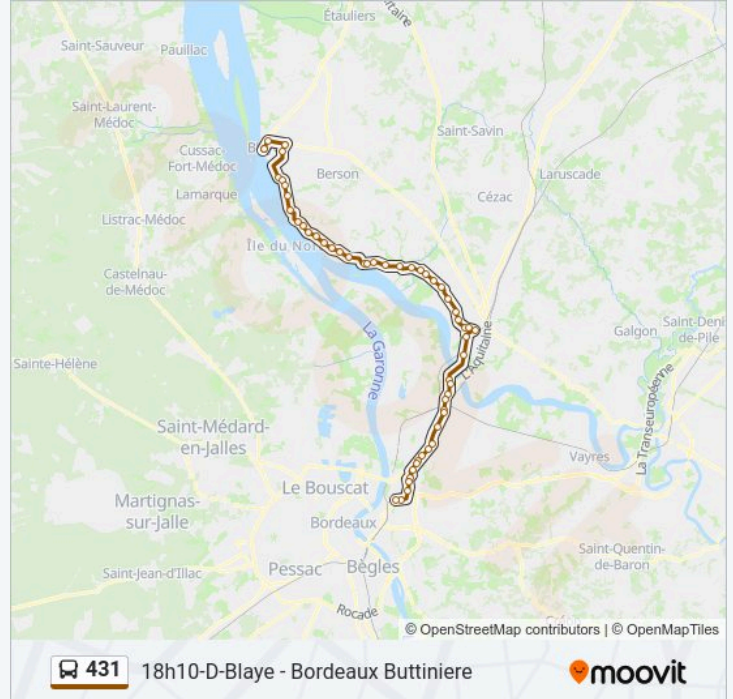 Étauliers
Saint-Sauveur
Pauillac
Saint-Laurent-
Médoc
Saint-Savin
Cussac-
Fort-Médoc
Berson
Laruscade
Lamarque
Cézac
Listrac-Médoc
Île du Nord
Castelnau-
de-Médoc
Galgon
Saint-Deni
de-Pile
L'Aquitaine
La Garonne
Sainte-Hélène
La Transeuropéenne
Saint-Médard-
en-Jalles
Vayres
Le Bouscat
Martignas-
sur-Jalle
Bordeaux
Saint-Quentin-
de-Baron
Saint-Jean-d'Illac
Pessac
Bègles
Rocade
© OpenStreetMap contributors | © OpenMapTiles
431 18h10-D-Blaye - Bordeaux Buttiniere
moovit